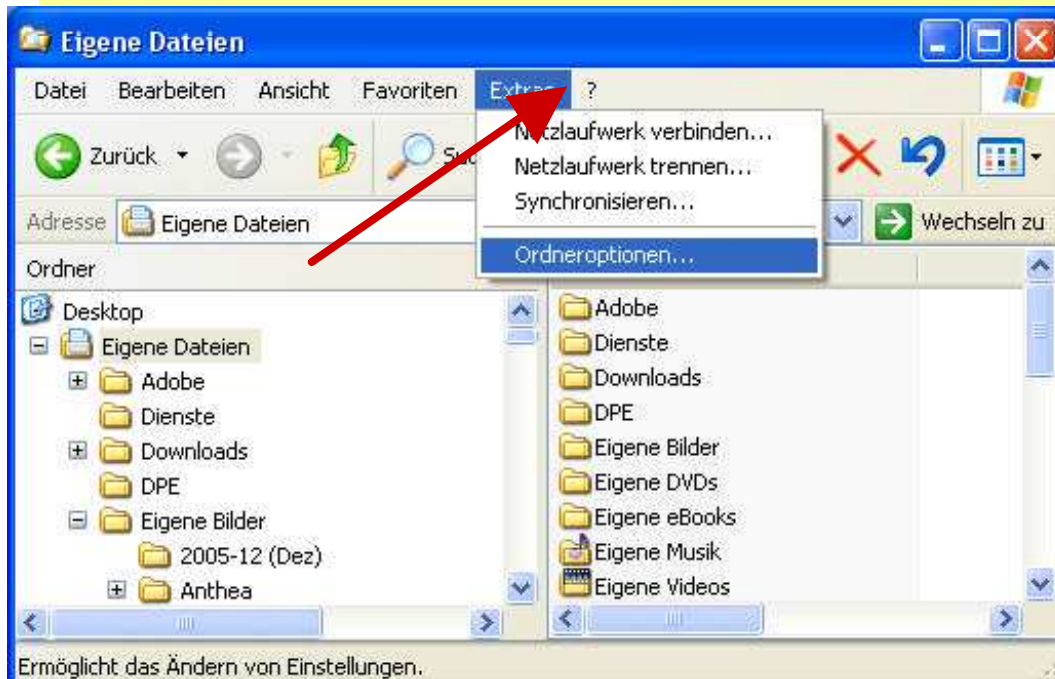 Eigene Dateien
Datei Bearbeiten Ansicht Favoriten Extras ?
Netzlaufwerk verbinden...
Zurück
Netzlaufwerk trennen...
Synchronisieren...
Adresse Eigene Dateien Wechseln zu
Ordneroptionen...
Ordner
Desktop
Eigene Dateien
Adobe
Dienste
Downloads
DPE
Eigene Bilder
2005-12 (Dez)
Anthea
Adobe
Dienste
Downloads
DPE
Eigene Bilder
Eigene DVDs
Eigene eBooks
Eigene Musik
Eigene Videos
Ermöglicht das Ändern von Einstellungen.